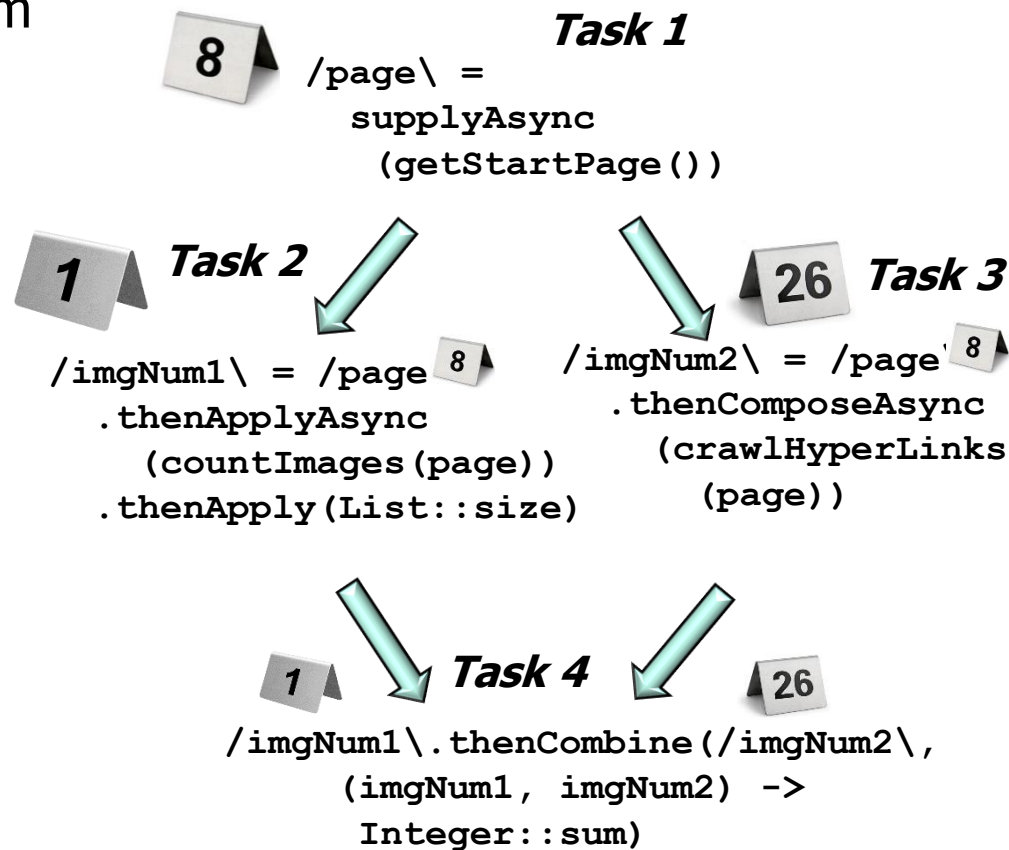 m
Task 1
8
/page\ =
supplyAsync
(getStartPage())
1
Task 2
26
Task 3
/imgNum1\ = /page
8
.thenApplyAsync
(countImages(page))
.thenApply(List::size)
/imgNum2\ = /page\
8
.thenComposeAsync
(crawlHyperLinks
(page))
1
Task 4
26
/imgNum1\.thenCombine(/imgNum2\,
(imgNum1, imgNum2) ->
Integer::sum)